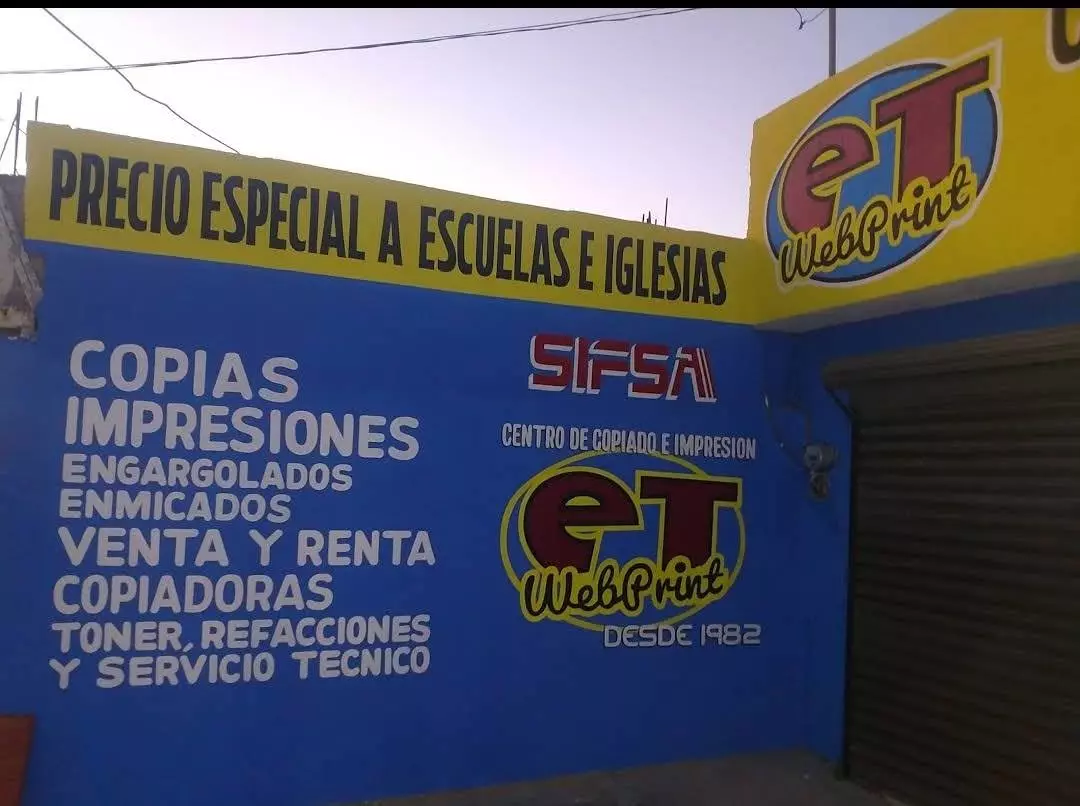 PRECIO ESPECIAL A ESCUELAS E IGLESIAS
eT
WebPrint
COPIAS
IMPRESIONES
ENGARGOLADOS
ENMICADOS
VENTA Y RENTA
COPIADORAS
TONER, REFACCIONES
Y SERVICIO TECNICO
SIFSA
CENTRO DE COPIADO E IMPRESION
eT
WebPrint
DESDE 1982